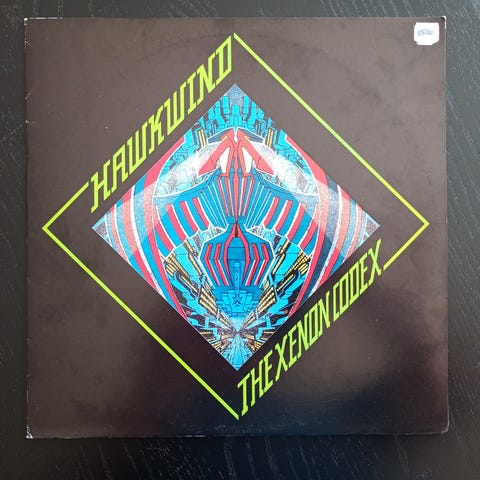 HAWKWIND
THE XENON CODEX